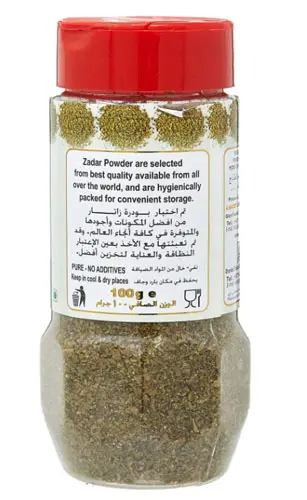 Zadar Powder are selected
from best quality available from all
over the world, and are hygienically
packed for convenient storage.
تم اختيار بودرة زاتار
من افضل المكونات وأجودها
والمتوفرة في كافة أنحاء العالم. وقد
تم تعبئتها مع الأخذ بعين الإعتبار
النظافة والعناية لتخزين أفضل.
PURE - NO ADDITIVES نقي- خال من المواد الصيافة
Keep in cool & dry places يحفظ في مكان بارد وجاف
100g e
الوزن الصافي ١٠٠ جرام